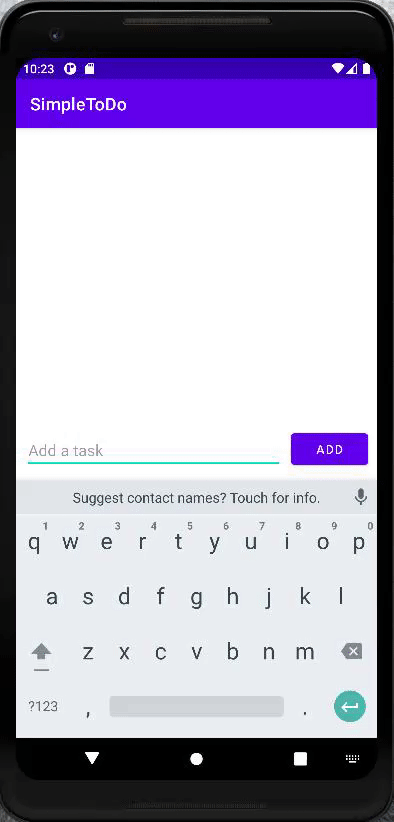 10:23
SimpleToDo
Add a task ADD
Suggest contact names? Touch for info.
1 2 3 4 5 6 7 8 9 0
q w e r t y u i o p
a s d f g h j k l
z x c v b n m
?123 , .